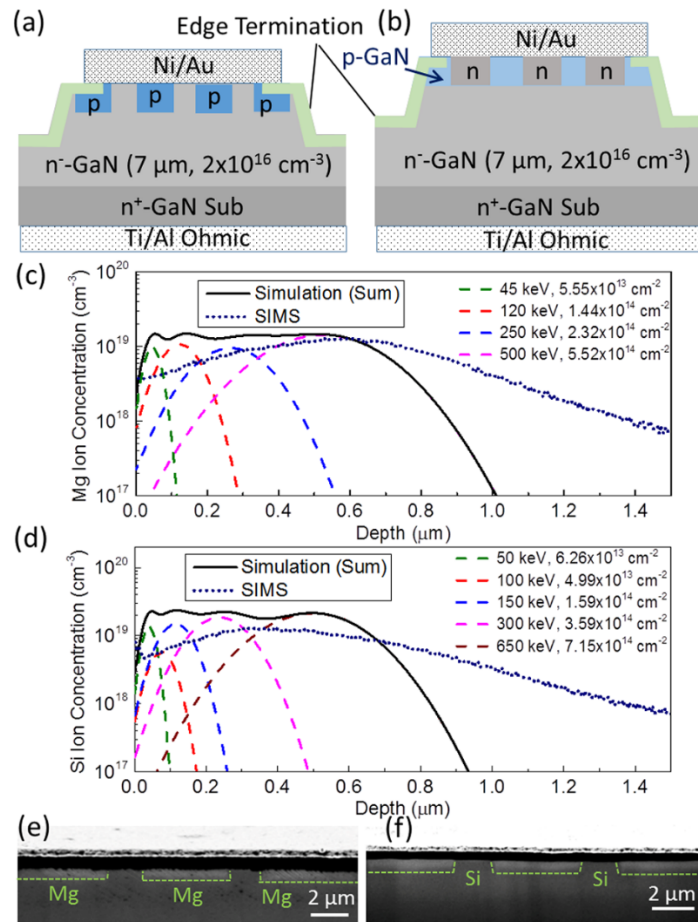 (a)
Edge Termination
(b)
Ni/Au
Ni/Au
p-GaN
p
p
p
p
n
n
n
n⁻-GaN (7 μm, 2x10¹⁶ cm⁻³)
n⁻-GaN (7 μm, 2x10¹⁶ cm⁻³)
n⁺-GaN Sub
n⁺-GaN Sub
Ti/Al Ohmic
Ti/Al Ohmic
(c)
Mg Ion Concentration (cm⁻³)
10²⁰
10¹⁹
10¹⁸
10¹⁷
Simulation (Sum)
SIMS
45 keV, 5.55x10¹³ cm⁻²
120 keV, 1.44x10¹⁴ cm⁻²
250 keV, 2.32x10¹⁴ cm⁻²
500 keV, 5.52x10¹⁴ cm⁻²
0.0 0.2 0.4 0.6 0.8 1.0 1.2 1.4
Depth (μm)
(d)
Si Ion Concentration (cm⁻³)
10²⁰
10¹⁹
10¹⁸
10¹⁷
Simulation (Sum)
SIMS
50 keV, 6.26x10¹³ cm⁻²
100 keV, 4.99x10¹³ cm⁻²
150 keV, 1.59x10¹⁴ cm⁻²
300 keV, 3.59x10¹⁴ cm⁻²
650 keV, 7.15x10¹⁴ cm⁻²
0.0 0.2 0.4 0.6 0.8 1.0 1.2 1.4
Depth (μm)
(e)
Mg
Mg
Mg
2 μm
(f)
Si
Si
2 μm